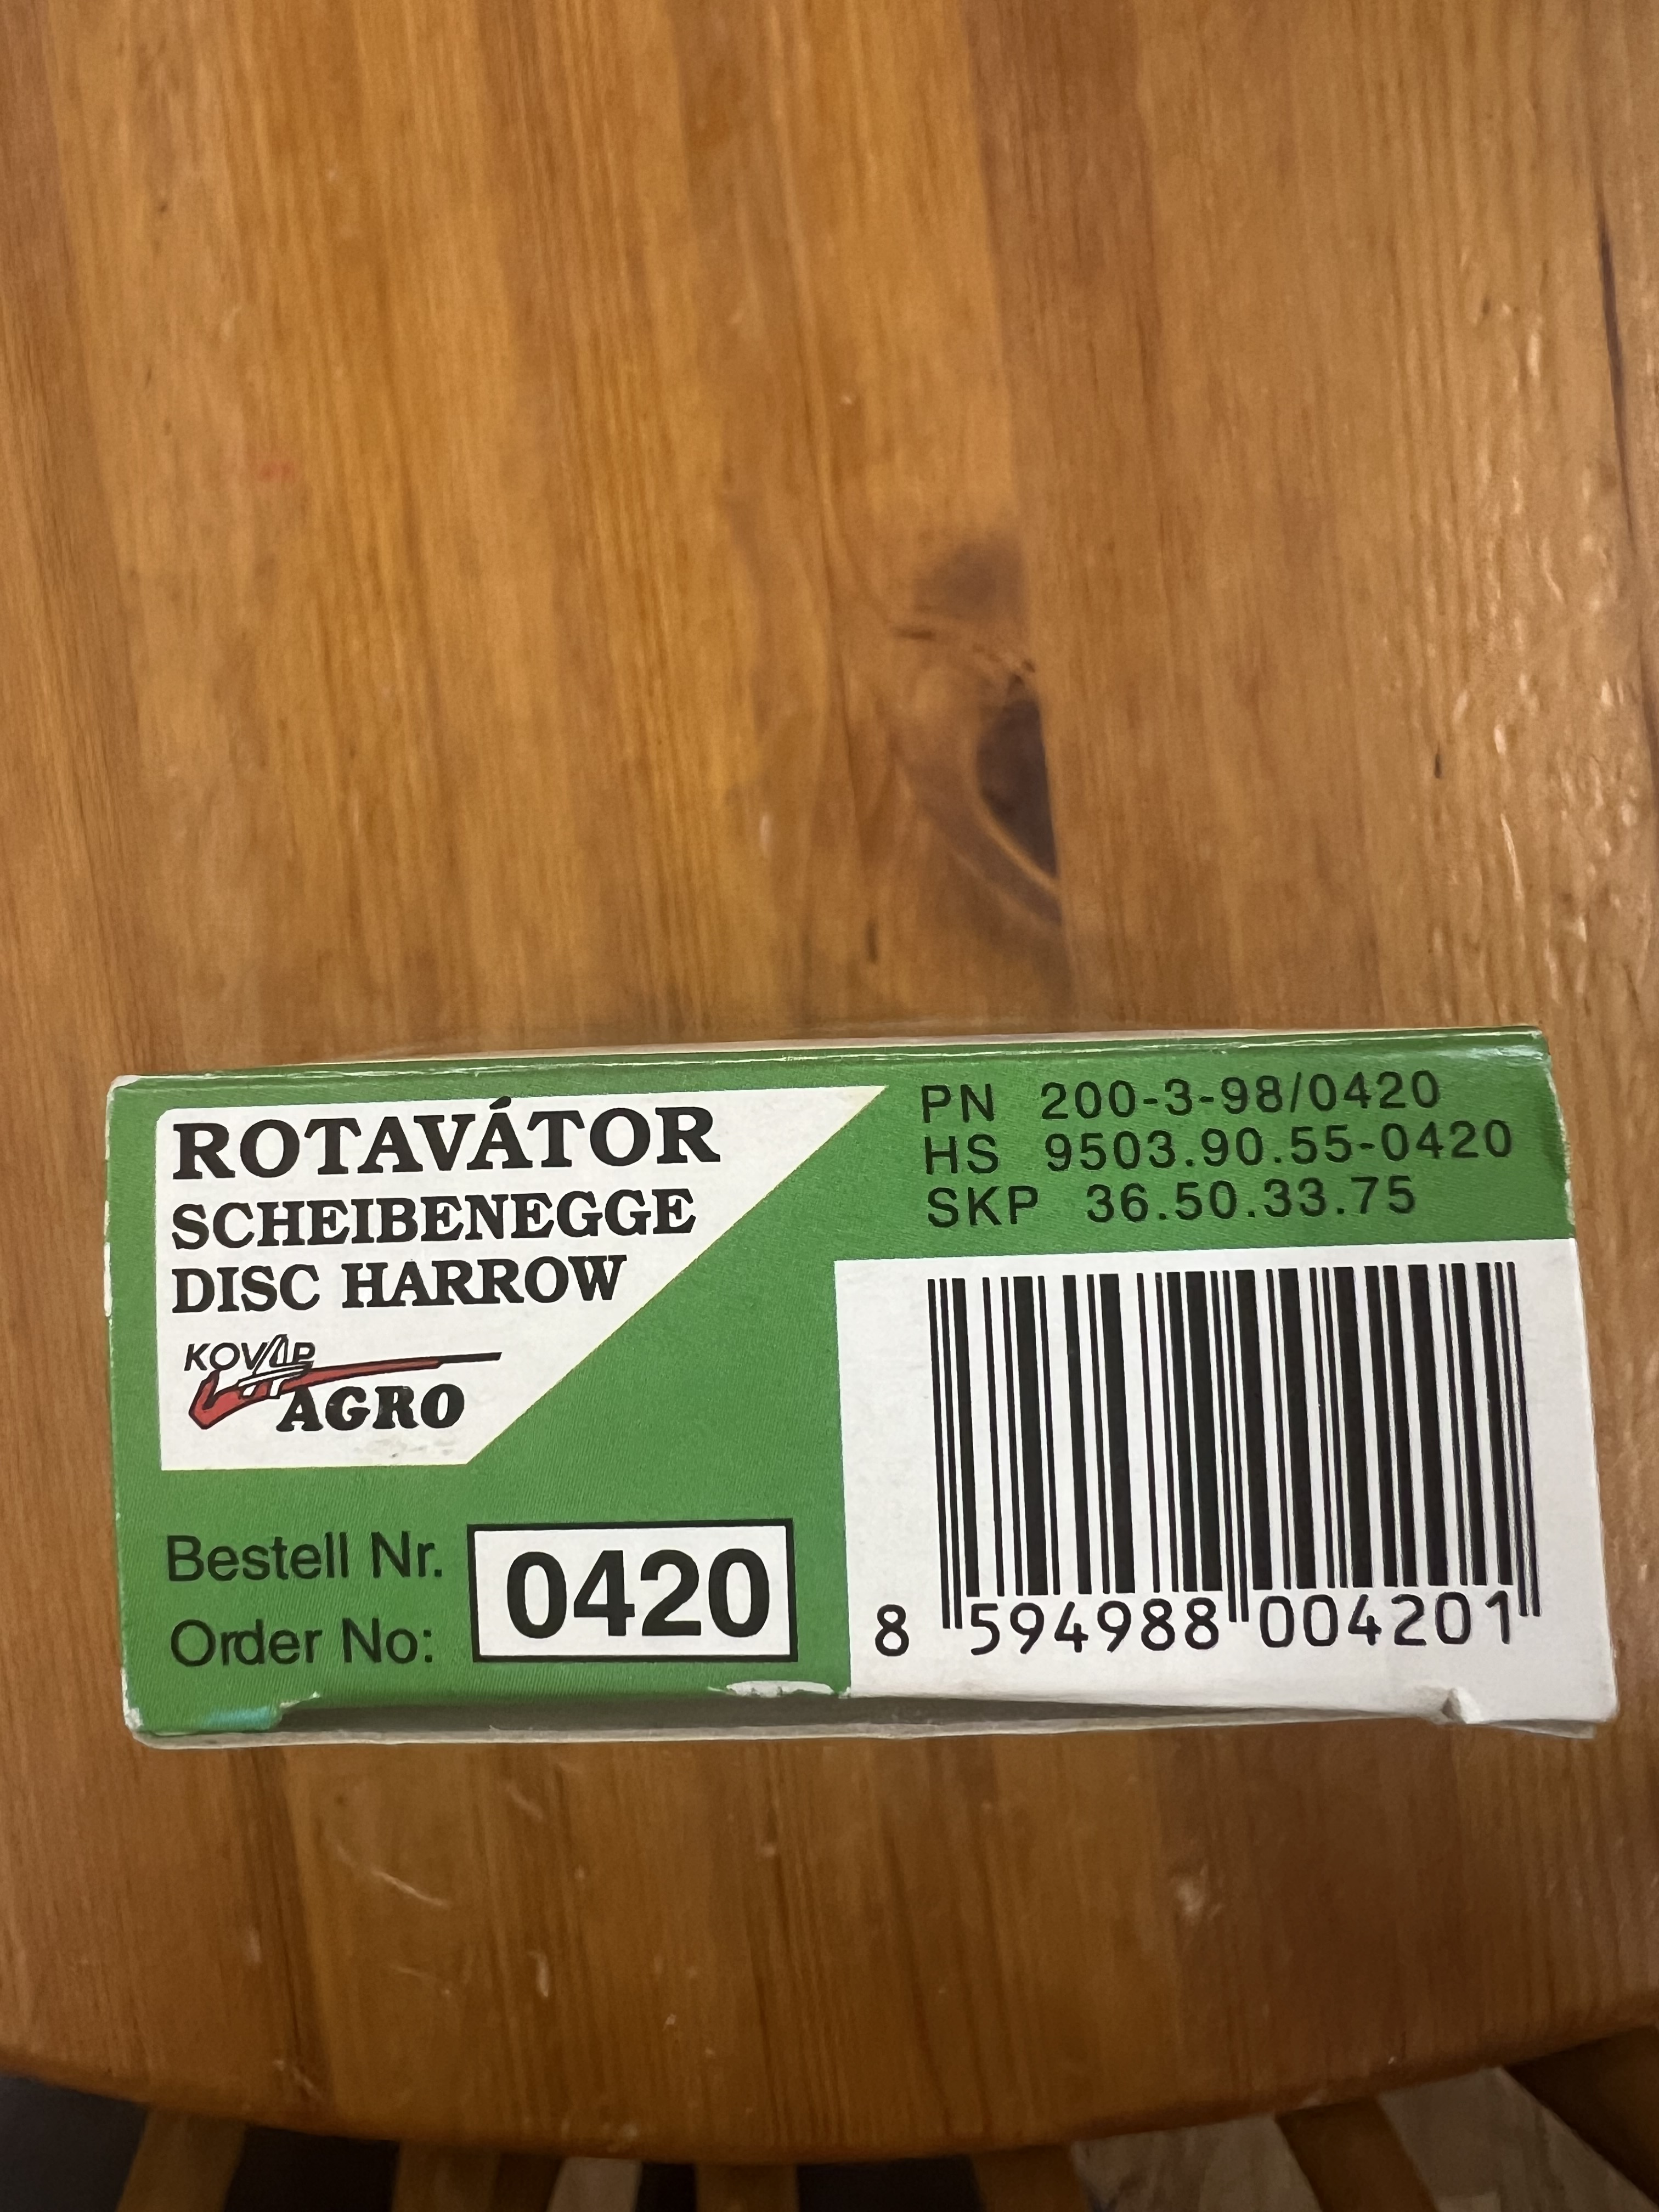 ROTAVÁTOR
SCHEIBENEGGE
DISC HARROW
KOVAP
AGRO
Bestell Nr.
Order No:
0420
PN 200-3-98/0420
HS 9503.90.55-0420
SKP 36.50.33.75
8 594988 004201